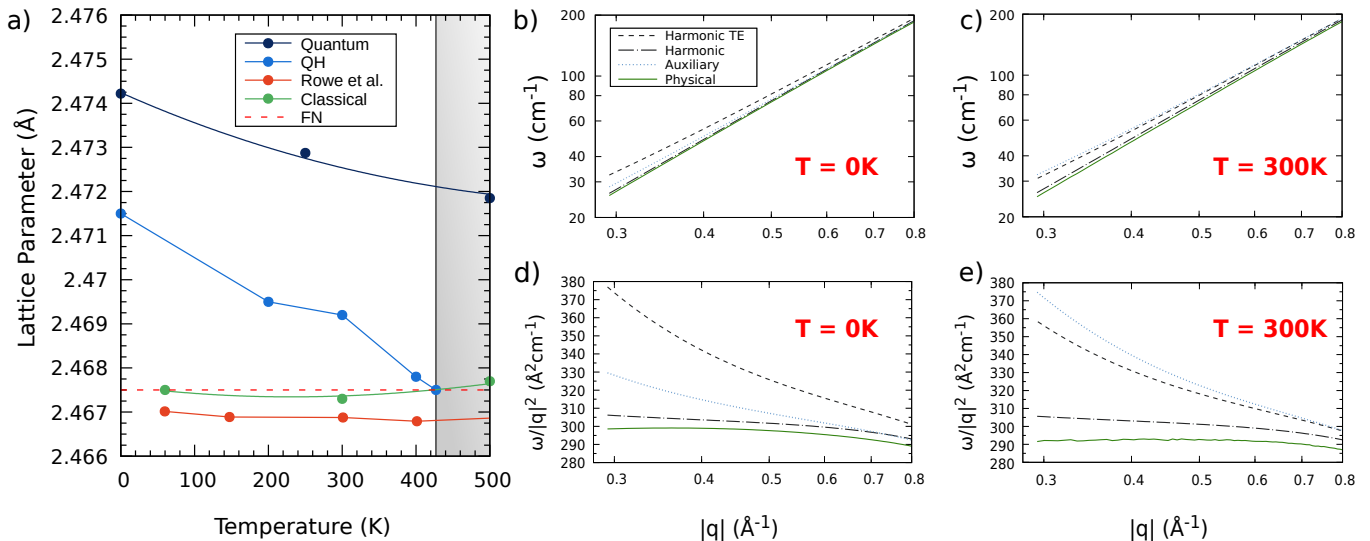 a)
2.476
2.475
2.474
2.473
2.472
2.471
2.47
2.469
2.468
2.467
2.466
Lattice Parameter (Å)
0
100
200
300
400
500
Temperature (K)
Quantum
QH
Rowe et al.
Classical
FN
b)
200
100
80
60
40
30
20
ω (cm-1)
Harmonic TE
Harmonic
Auxiliary
Physical
T = 0K
0.3
0.4
0.5
0.6
0.7
0.8
c)
200
100
80
60
40
30
20
ω (cm-1)
T = 300K
0.3
0.4
0.5
0.6
0.7
0.8
d)
380
370
360
350
340
330
320
310
300
290
280
ω/|q|2 (Å2cm-1)
T = 0K
0.3
0.4
0.5
0.6
0.7
0.8
|q| (Å-1)
e)
380
370
360
350
340
330
320
310
300
290
280
ω/|q|2 (Å2cm-1)
T = 300K
0.3
0.4
0.5
0.6
0.7
0.8
|q| (Å-1)